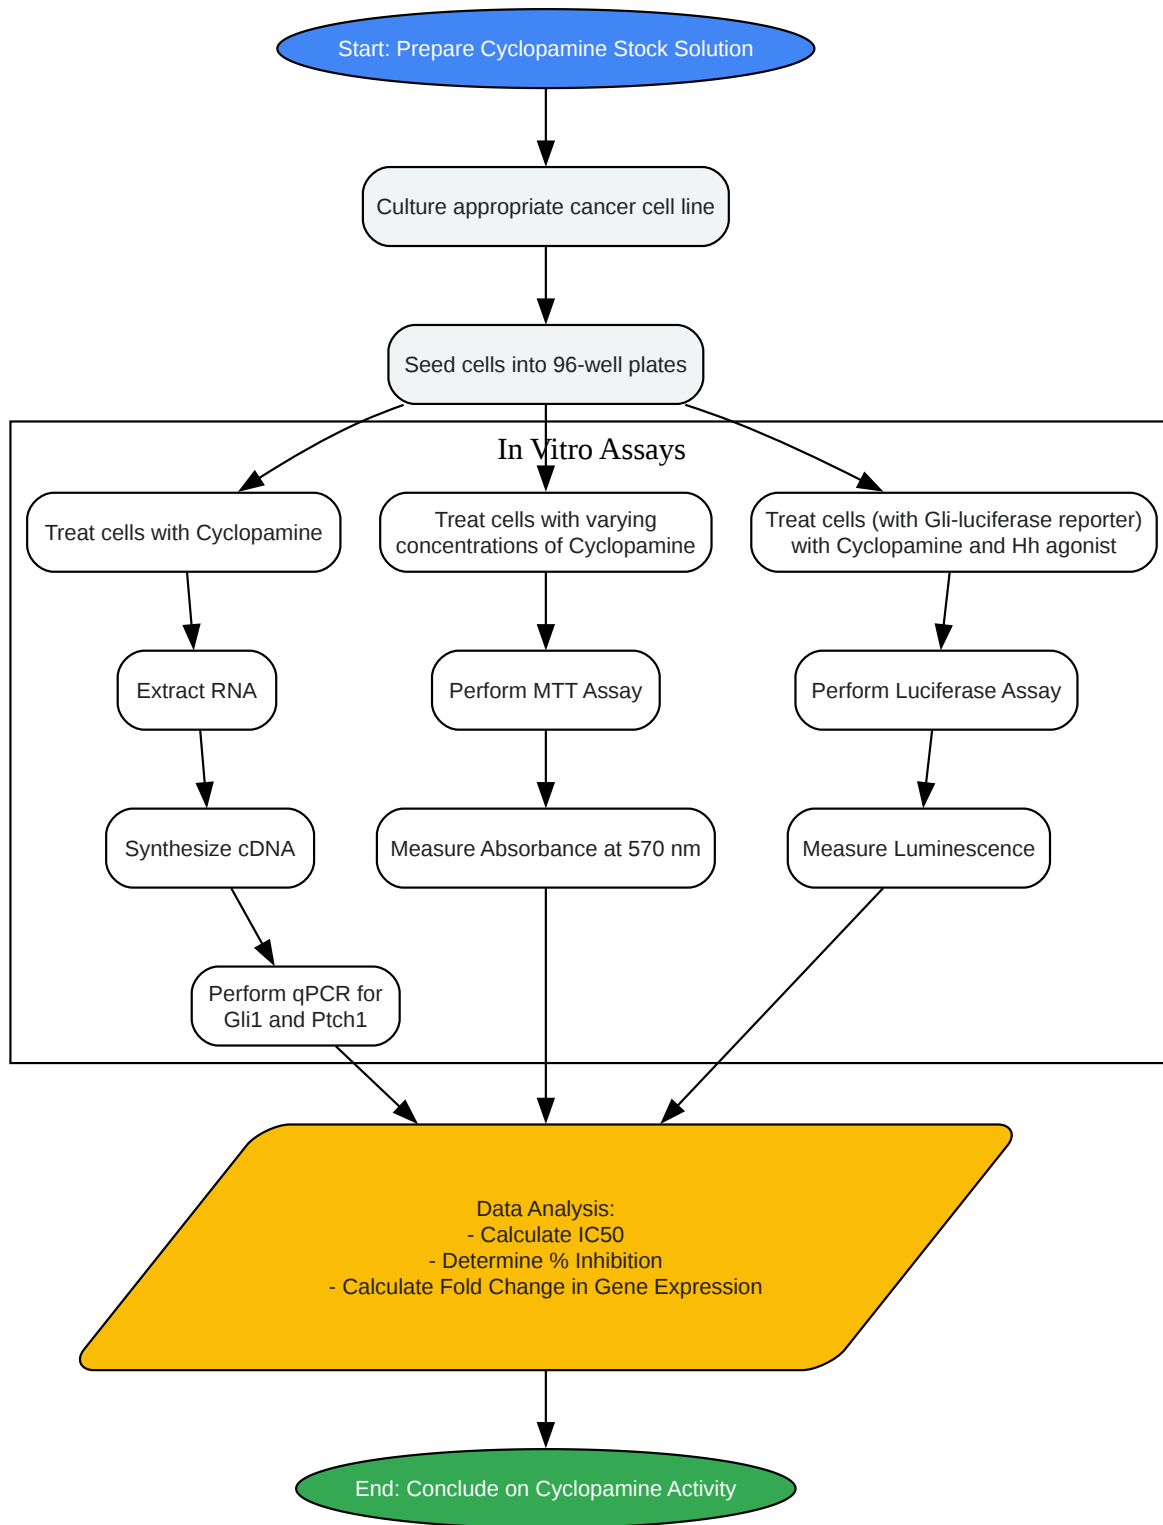 Start: Prepare Cyclopamine Stock Solution
Culture appropriate cancer cell line
Seed cells into 96-well plates
In Vitro Assays
Treat cells with Cyclopamine
Treat cells with varying
concentrations of Cyclopamine
Treat cells (with Gli-luciferase reporter)
with Cyclopamine and Hh agonist
Extract RNA
Perform MTT Assay
Perform Luciferase Assay
Synthesize cDNA
Measure Absorbance at 570 nm
Measure Luminescence
Perform qPCR for
Gli1 and Ptch1
Data Analysis:
- Calculate IC50
- Determine % Inhibition
- Calculate Fold Change in Gene Expression
End: Conclude on Cyclopamine Activity